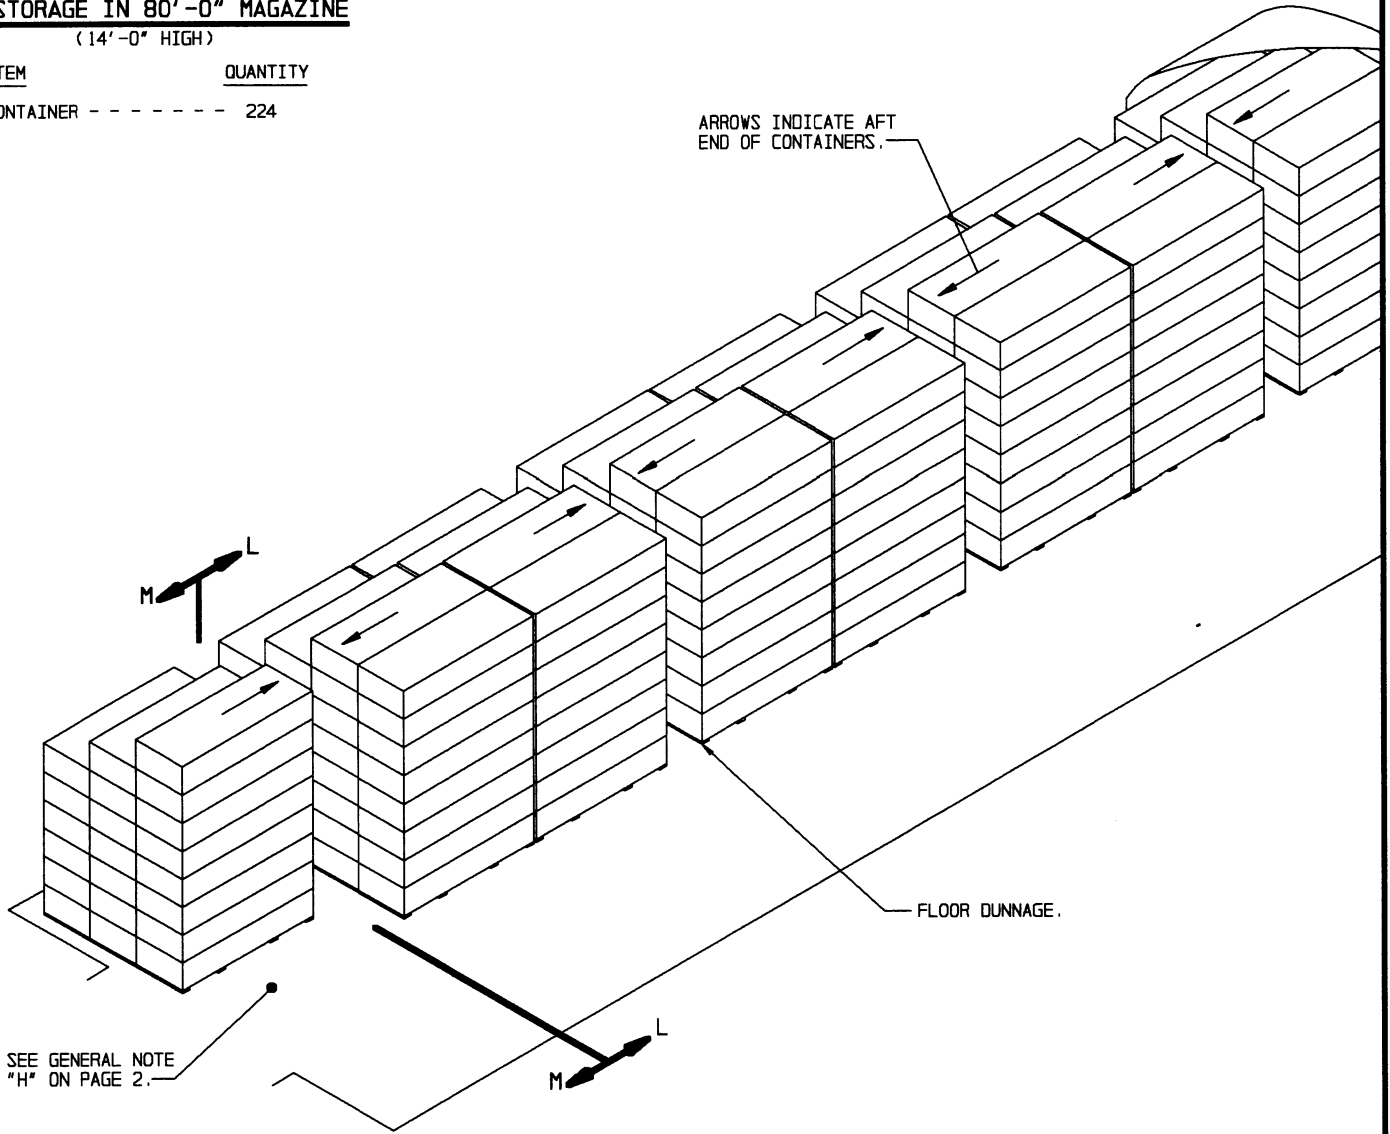 STORAGE IN 80'-0" MAGAZINE
(14'-0" HIGH)
TEM QUANTITY
ONTAINER - - - - - - - 224
ARROWS INDICATE AFT
END OF CONTAINERS.
L
M
FLOOR DUNNAGE.
L
M
SEE GENERAL NOTE
"H" ON PAGE 2.